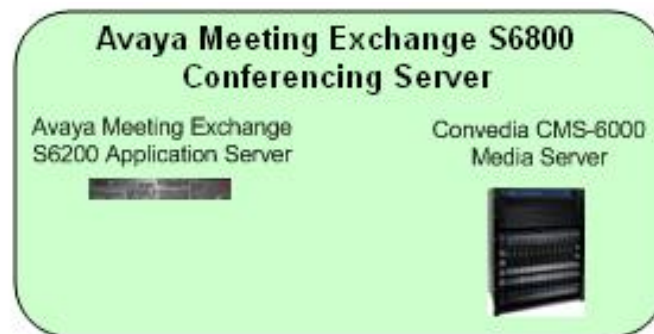 Avaya Meeting Exchange S6800
Conferencing Server
Avaya Meeting Exchange
S6200 Application Server
Convedia CMS-6000
Media Server